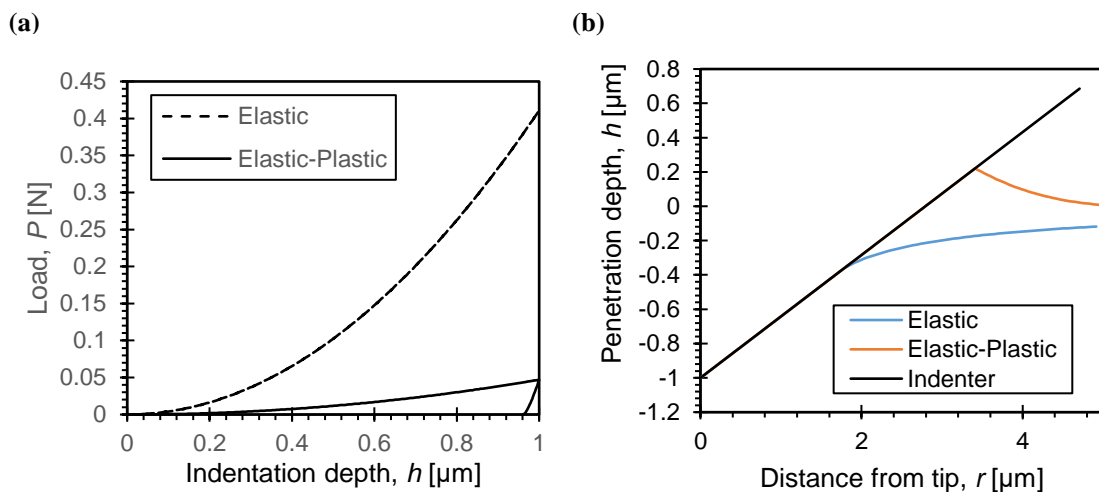 (a)
Load, P [N]
0.45
0.4
0.35
0.3
0.25
0.2
0.15
0.1
0.05
0
Elastic
Elastic-Plastic
0 0.2 0.4 0.6 0.8 1
Indentation depth, h [µm]
(b)
Penetration depth, h [µm]
0.8
0.6
0.4
0.2
0
-0.2
-0.4
-0.6
-0.8
-1
-1.2
Elastic
Elastic-Plastic
Indenter
0 2 4
Distance from tip, r [µm]